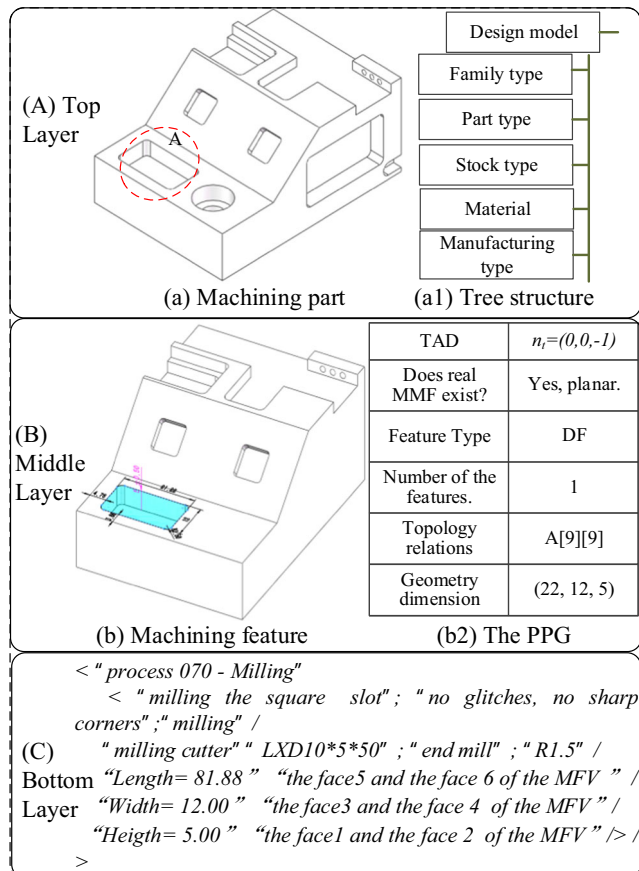 (A) Top
Layer
A
(a) Machining part
Design model
Family type
Part type
Stock type
Material
Manufacturing
type
(a1) Tree structure
(B)
Middle
Layer
(b) Machining feature
TAD
nₜ=(0,0,-1)
Does real
MMF exist?
Yes, planar.
Feature Type
DF
Number of the
features.
1
Topology
relations
A[9][9]
Geometry
dimension
(22, 12, 5)
(b2) The PPG
(C)
Bottom
Layer
< "process 070 - Milling"
< "milling the square slot"; "no glitches, no sharp
corners";"milling" /
"milling cutter" "LXD10*5*50" ; "end mill" ; "R1.5" /
“Length= 81.88” “the face5 and the face 6 of the MFV ” /
“Width= 12.00” “the face3 and the face 4 of the MFV”/
“Heigth= 5.00” “the face1 and the face 2 of the MFV”/> /
>